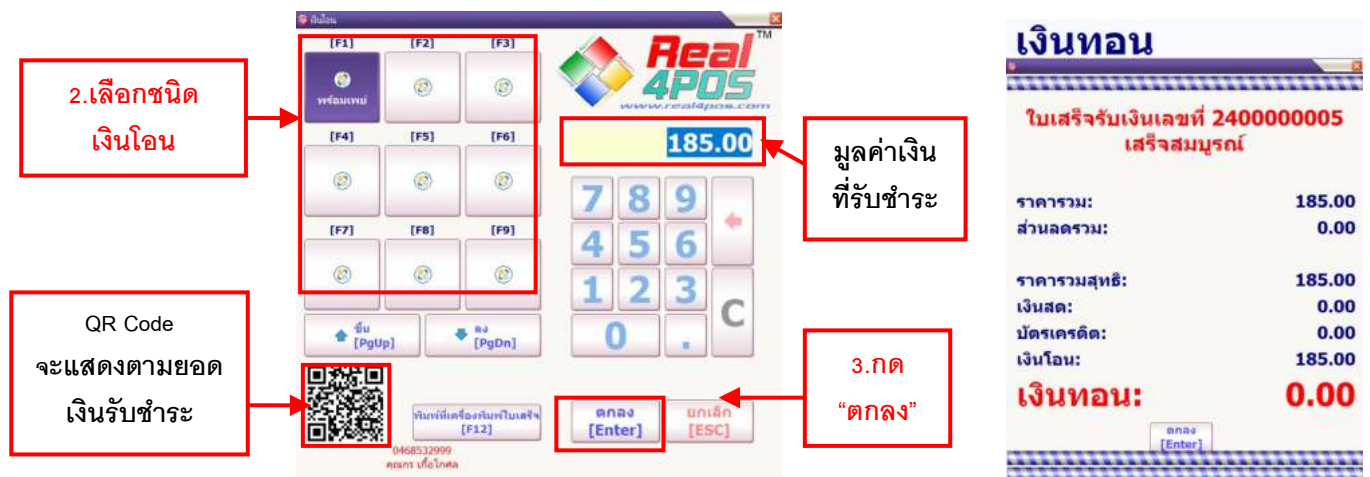 2.เลือกชนิด
เงินโอน
QR Code
จะแสดงตามยอด
เงินรับชำระ
เงินโอน
[F1] [F2] [F3]
พร้อมเพย์
[F4] [F5] [F6]
[F7] [F8] [F9]
ขึ้น
[PgUp]
ลง
[PgDn]
พิมพ์ที่เครื่องพิมพ์ใบเสร็จ
[F12]
0468532999
Real
TM
4POS
www.real4pos.com
185.00
7 8 9
4 5 6
1 2 3
C
0 .
ตกลง
[Enter]
ยกเลิก
[ESC]
มูลค่าเงิน
ที่รับชำระ
3.กด
“ตกลง”
เงินทอน
ใบเสร็จรับเงินเลขที่ 2400000005
เสร็จสมบูรณ์
ราคารวม: 185.00
ส่วนลดรวม: 0.00
ราคารวมสุทธิ: 185.00
เงินสด: 0.00
บัตรเครดิต: 0.00
เงินโอน: 185.00
เงินทอน: 0.00
ตกลง
[Enter]